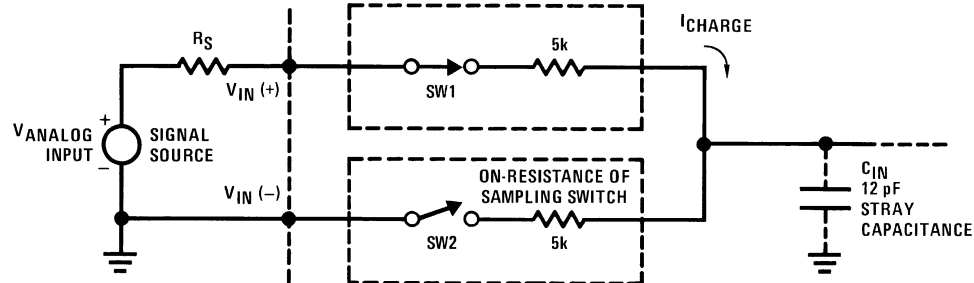 RS
VIN (+)
+
VANALOG
INPUT
–
SIGNAL
SOURCE
VIN (–)
SW1
5k
ICHARGE
ON-RESISTANCE OF
SAMPLING SWITCH
SW2
5k
CIN
12 pF
STRAY
CAPACITANCE